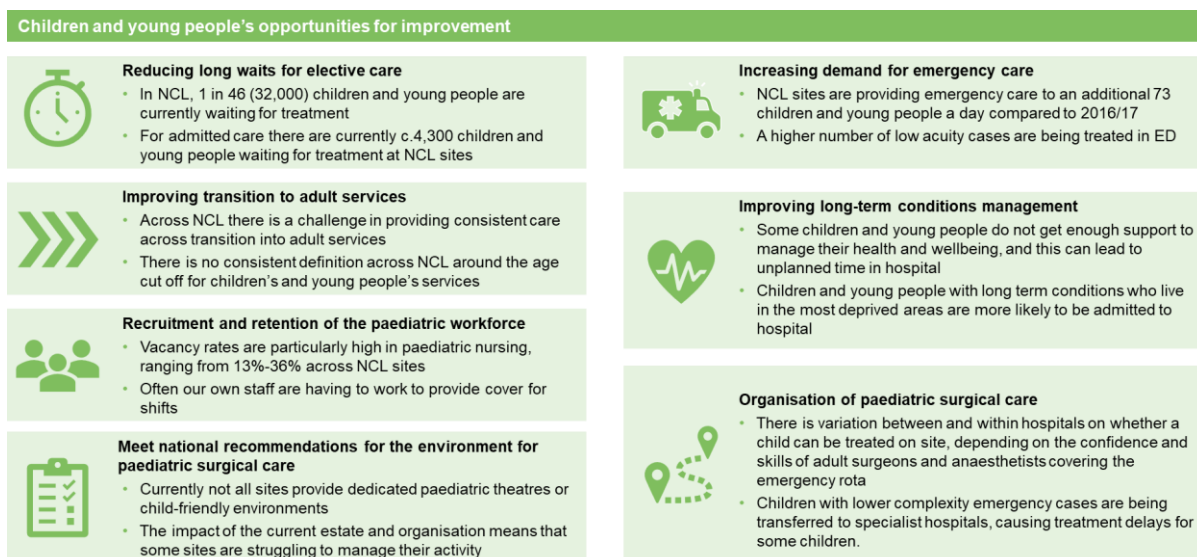 Children and young people's opportunities for improvement
Reducing long waits for elective care
• In NCL, 1 in 46 (32,000) children and young people are
currently waiting for treatment
• For admitted care there are currently c.4,300 children and
young people waiting for treatment at NCL sites
Improving transition to adult services
• Across NCL there is a challenge in providing consistent care
across transition into adult services
• There is no consistent definition across NCL around the age
cut off for children's and young people's services
Recruitment and retention of the paediatric workforce
• Vacancy rates are particularly high in paediatric nursing,
ranging from 13%-36% across NCL sites
• Often our own staff are having to work to provide cover for
shifts
Meet national recommendations for the environment for
paediatric surgical care
• Currently not all sites provide dedicated paediatric theatres or
child-friendly environments
• The impact of the current estate and organisation means that
some sites are struggling to manage their activity
Increasing demand for emergency care
• NCL sites are providing emergency care to an additional 73
children and young people a day compared to 2016/17
• A higher number of low acuity cases are being treated in ED
Improving long-term conditions management
• Some children and young people do not get enough support to
manage their health and wellbeing, and this can lead to
unplanned time in hospital
• Children and young people with long term conditions who live
in the most deprived areas are more likely to be admitted to
hospital
Organisation of paediatric surgical care
• There is variation between and within hospitals on whether a
child can be treated on site, depending on the confidence and
skills of adult surgeons and anaesthetists covering the
emergency rota
• Children with lower complexity emergency cases are being
transferred to specialist hospitals, causing treatment delays for
some children.